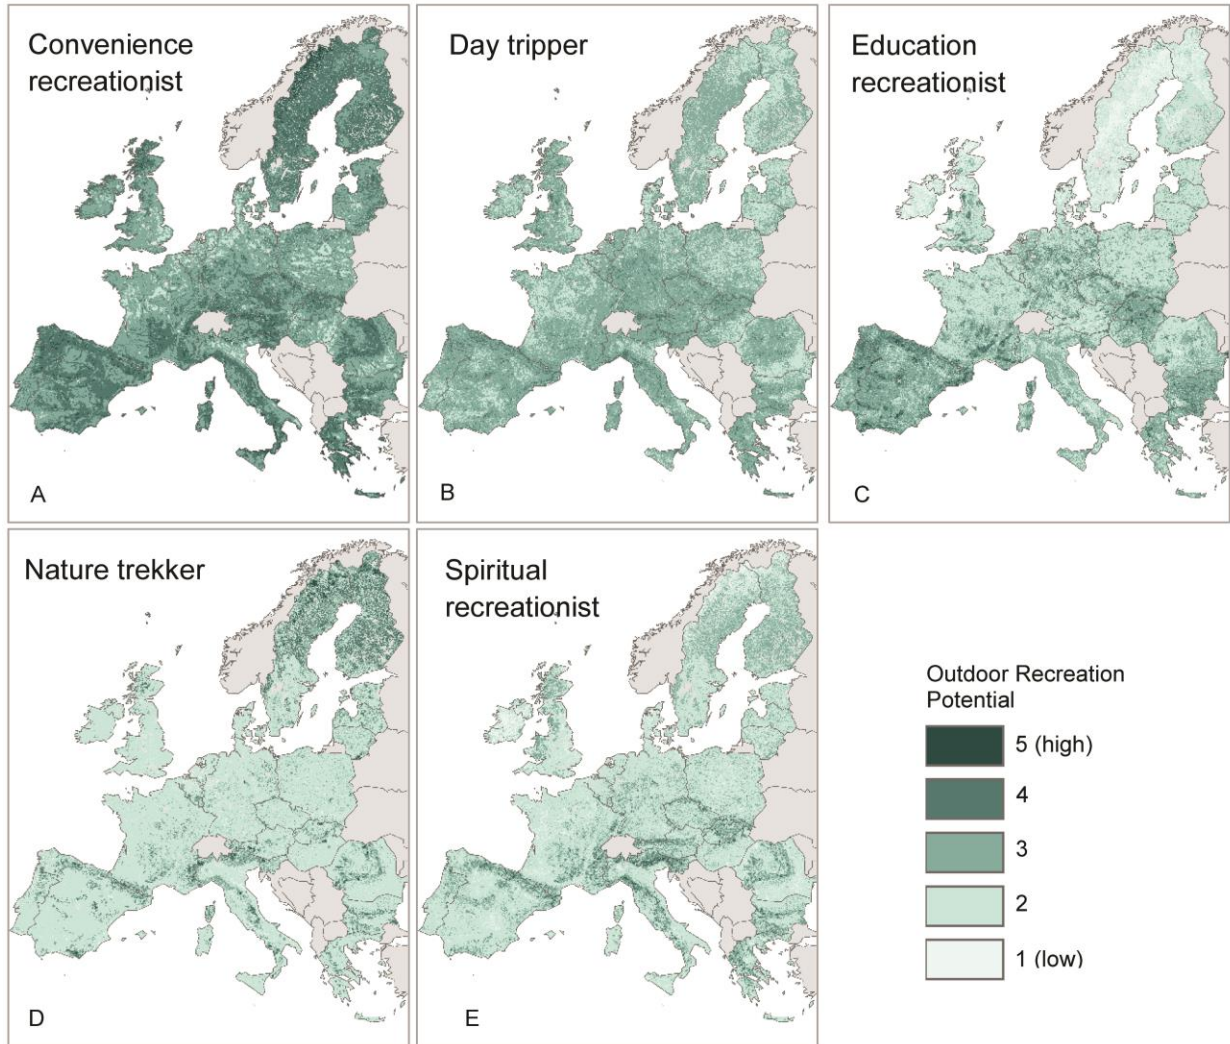 Convenience
recreationist
A
Day tripper
B
Education
recreationist
C
Nature trekker
D
Spiritual
recreationist
E
Outdoor Recreation
Potential
5 (high)
4
3
2
1 (low)